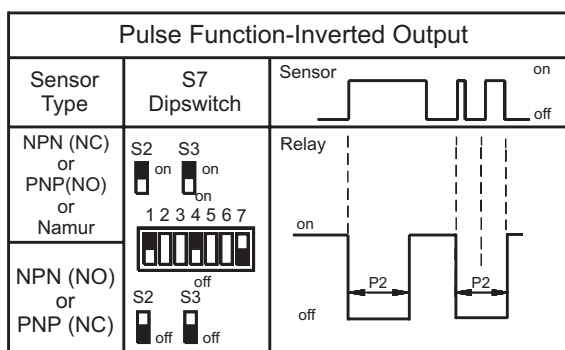 Pulse Function-Inverted Output
Sensor
Type
S7
Dipswitch
Sensor
on
off
NPN (NC)
or
PNP(NO)
or
Namur
S2 S3
on on
on
1 2 3 4 5 6 7
off
NPN (NO)
or
PNP (NC)
S2 S3
off off
Relay
on
P2 P2
off